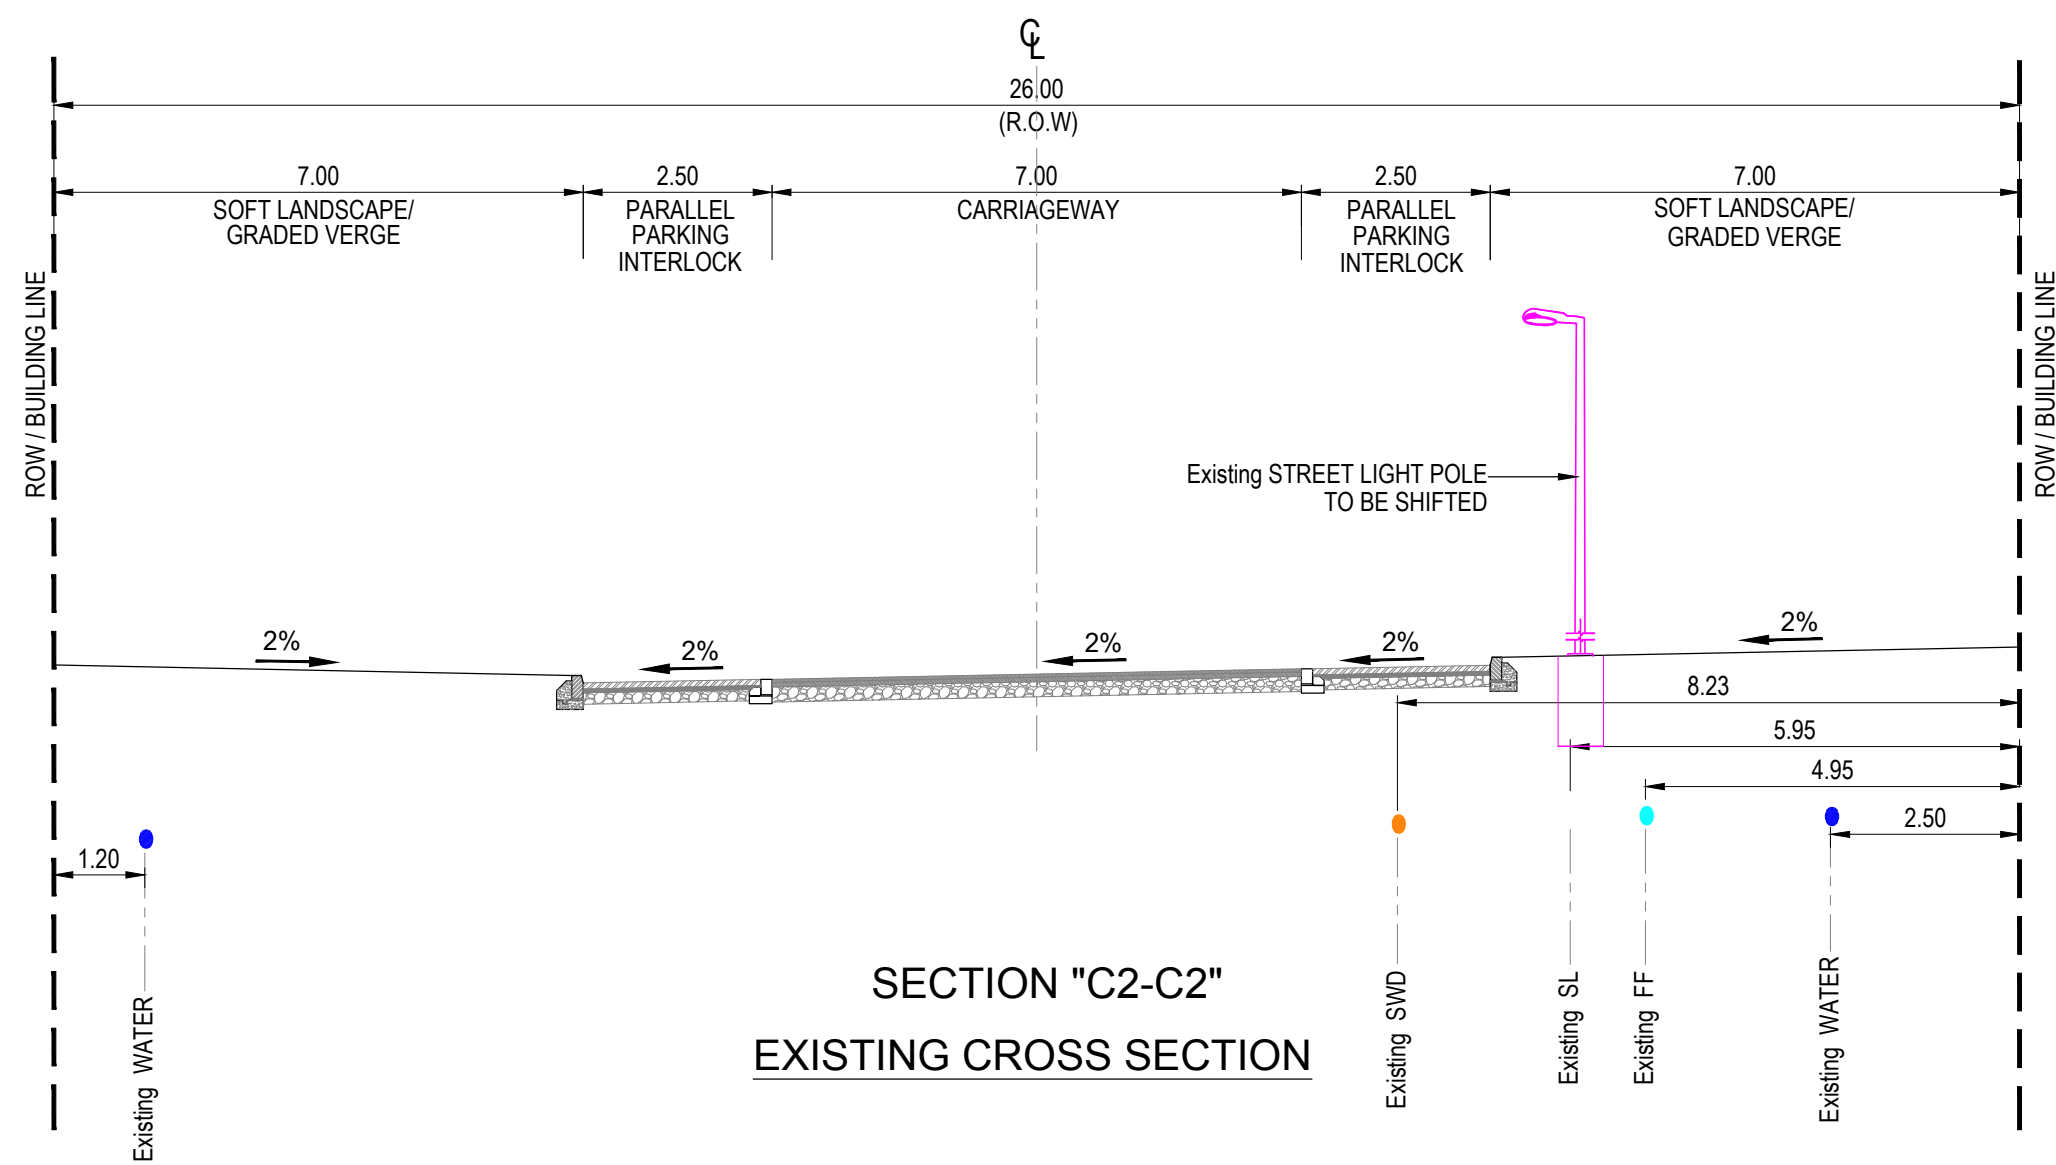 ℄
26.00
(R.O.W)
7.00
2.50
7.00
2.50
7.00
SOFT LANDSCAPE/
GRADED VERGE
PARALLEL
PARKING
INTERLOCK
CARRIAGEWAY
PARALLEL
PARKING
INTERLOCK
SOFT LANDSCAPE/
GRADED VERGE
ROW / BUILDING LINE
ROW / BUILDING LINE
Existing STREET LIGHT POLE
TO BE SHIFTED
2%
2%
2%
2%
2%
8.23
5.95
4.95
2.50
1.20
Existing WATER
Existing SWD
Existing SL
Existing FF
Existing WATER
SECTION "C2-C2"
EXISTING CROSS SECTION